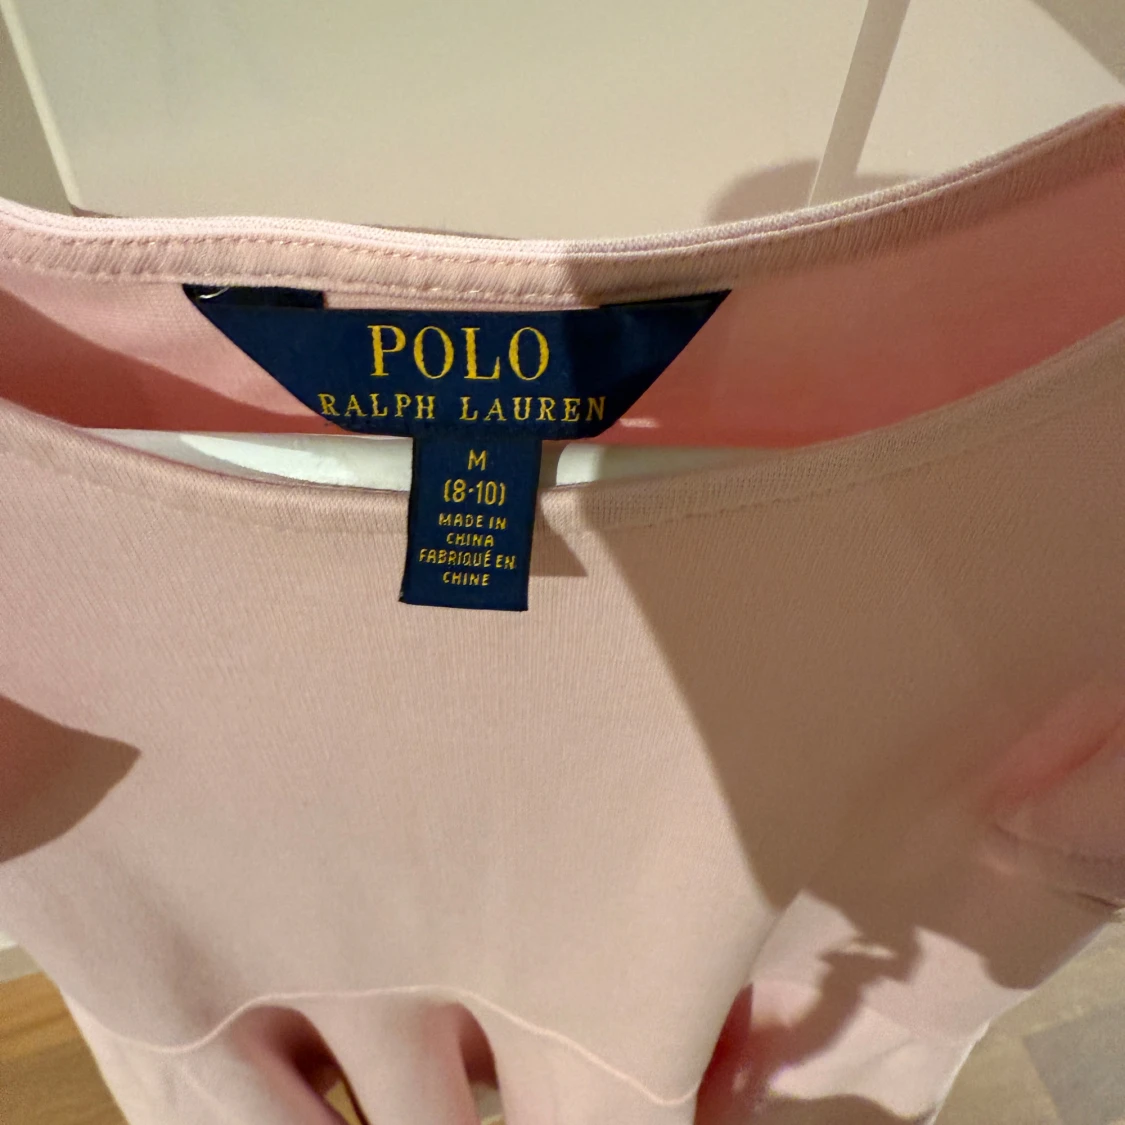 POLO
RALPH LAUREN
M
(8-10)
MADE IN
CHINA
FABRIQUÉ EN
CHINE